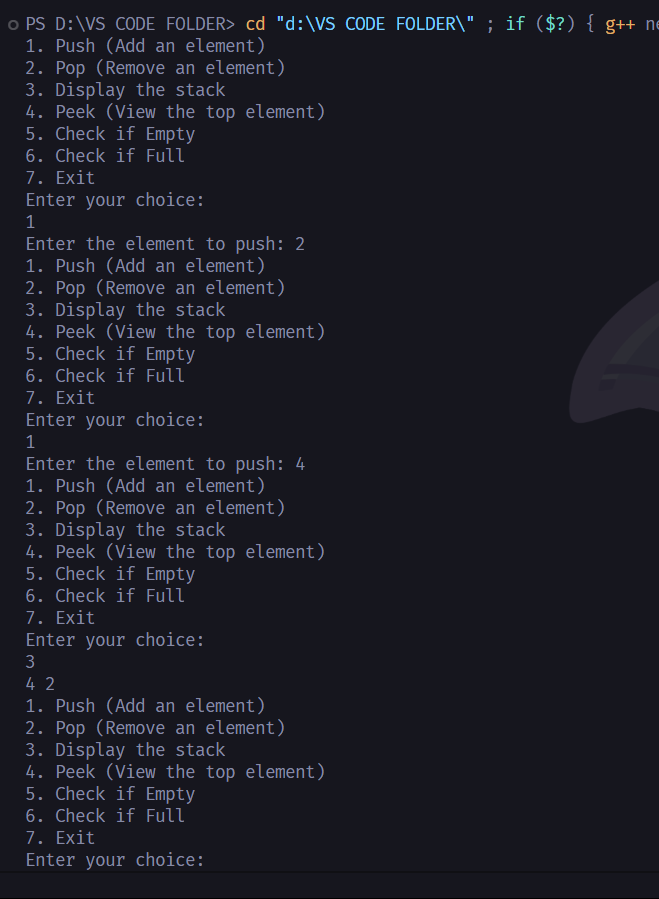 PS D:\VS CODE FOLDER> cd "d:\VS CODE FOLDER\" ; if ($?) { g++
1. Push (Add an element)
2. Pop (Remove an element)
3. Display the stack
4. Peek (View the top element)
5. Check if Empty
6. Check if Full
7. Exit
Enter your choice:
1
Enter the element to push: 2
1. Push (Add an element)
2. Pop (Remove an element)
3. Display the stack
4. Peek (View the top element)
5. Check if Empty
6. Check if Full
7. Exit
Enter your choice:
1
Enter the element to push: 4
1. Push (Add an element)
2. Pop (Remove an element)
3. Display the stack
4. Peek (View the top element)
5. Check if Empty
6. Check if Full
7. Exit
Enter your choice:
3
4 2
1. Push (Add an element)
2. Pop (Remove an element)
3. Display the stack
4. Peek (View the top element)
5. Check if Empty
6. Check if Full
7. Exit
Enter your choice: